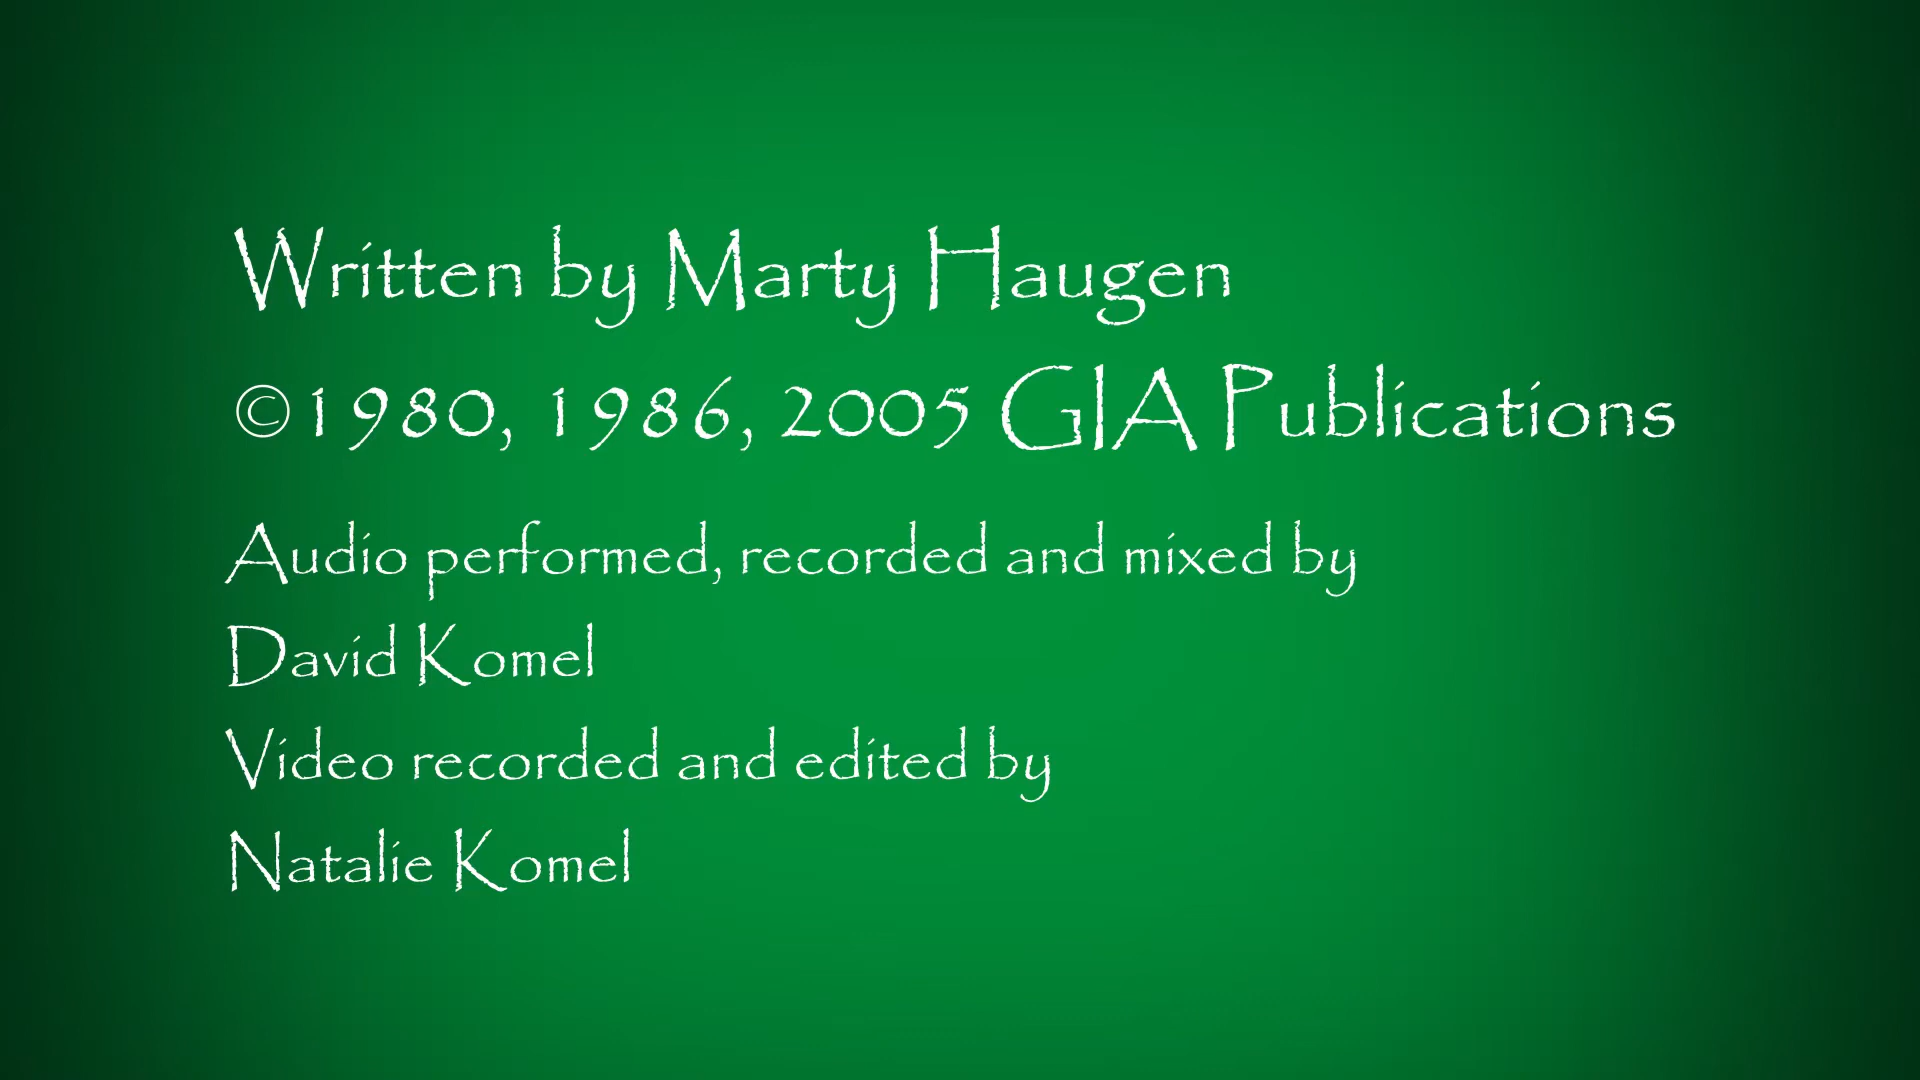 Written by Marty Haugen
©1980, 1986, 2005 GIA Publications
Audio performed, recorded and mixed by
David Komel
Video recorded and edited by
Natalie Komel